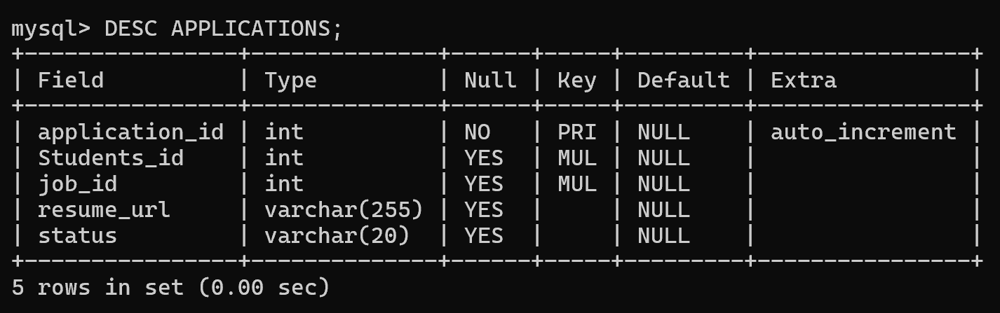 mysql> DESC APPLICATIONS;
+----------------+--------------+------+-----+---------+----------------+
| Field          | Type         | Null | Key | Default | Extra          |
+----------------+--------------+------+-----+---------+----------------+
| application_id | int          | NO   | PRI | NULL    | auto_increment |
| Students_id    | int          | YES  | MUL | NULL    |                |
| job_id         | int          | YES  | MUL | NULL    |                |
| resume_url     | varchar(255) | YES  |     | NULL    |                |
| status         | varchar(20)  | YES  |     | NULL    |                |
+----------------+--------------+------+-----+---------+----------------+
5 rows in set (0.00 sec)